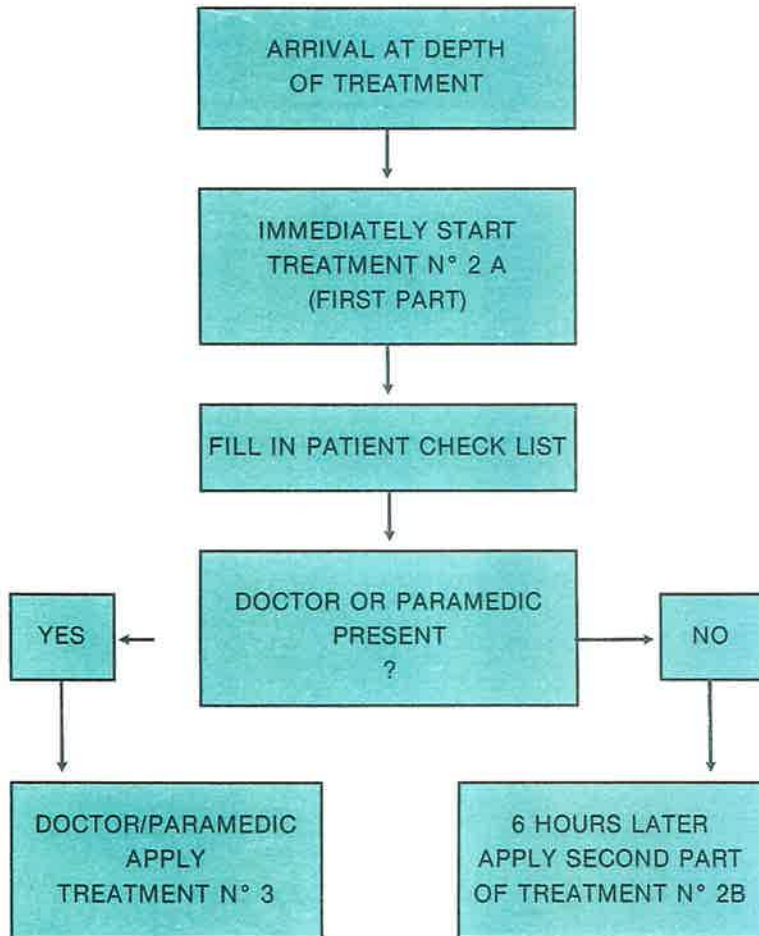 ARRIVAL AT DEPTH
OF TREATMENT
IMMEDIATELY START
TREATMENT N° 2 A
(FIRST PART)
FILL IN PATIENT CHECK LIST
DOCTOR OR PARAMEDIC
PRESENT
?
YES
NO
DOCTOR/PARAMEDIC
APPLY
TREATMENT N° 3
6 HOURS LATER
APPLY SECOND PART
OF TREATMENT N° 2B